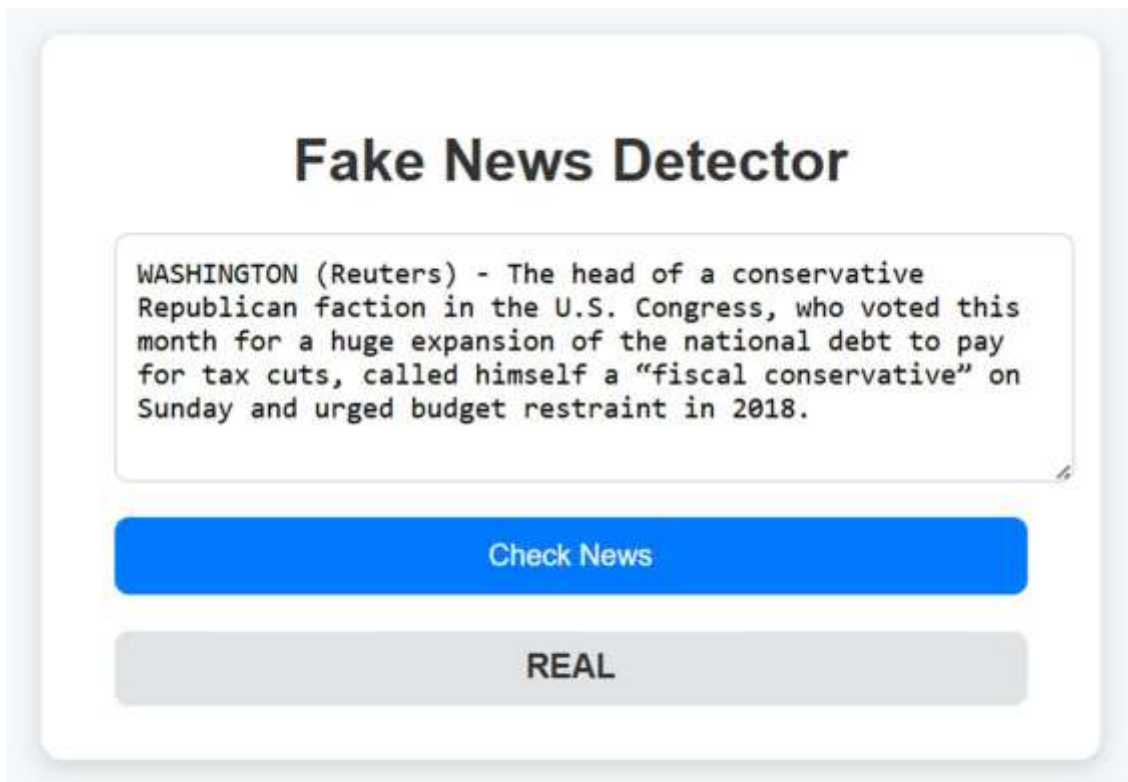 Fake News Detector
WASHINGTON (Reuters) - The head of a conservative
Republican faction in the U.S. Congress, who voted this
month for a huge expansion of the national debt to pay
for tax cuts, called himself a “fiscal conservative” on
Sunday and urged budget restraint in 2018.
Check News
REAL